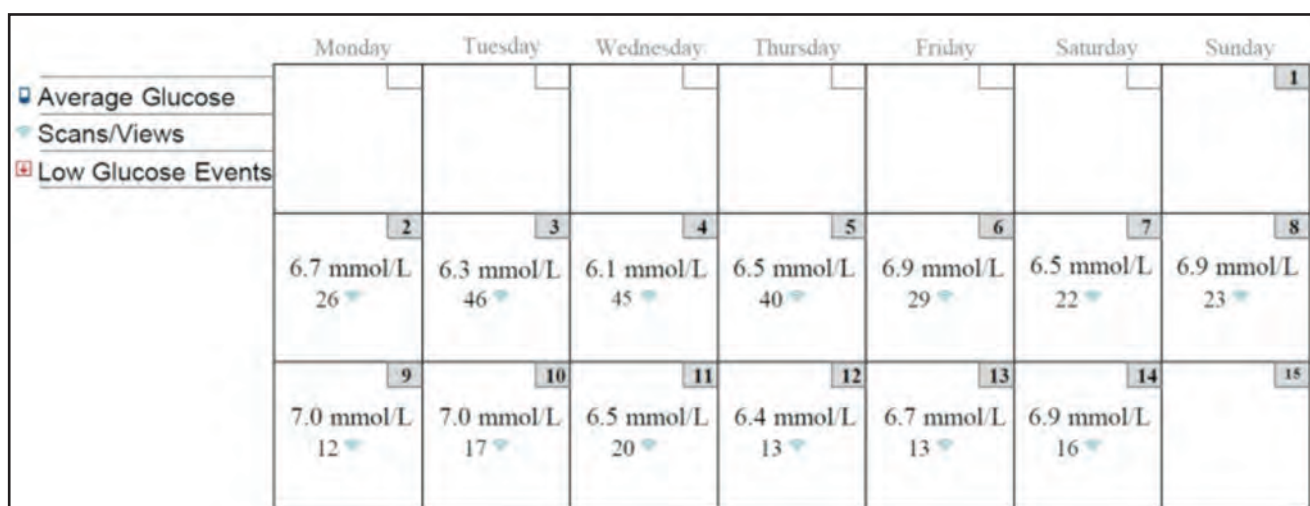 Monday Tuesday Wednesday Thursday Friday Saturday Sunday
Average Glucose
Scans/Views
Low Glucose Events
1
2 3 4 5 6 7 8
6.7 mmol/L 6.3 mmol/L 6.1 mmol/L 6.5 mmol/L 6.9 mmol/L 6.5 mmol/L 6.9 mmol/L
26 46 45 40 29 22 23
9 10 11 12 13 14 15
7.0 mmol/L 7.0 mmol/L 6.5 mmol/L 6.4 mmol/L 6.7 mmol/L 6.9 mmol/L
12 17 20 13 13 16